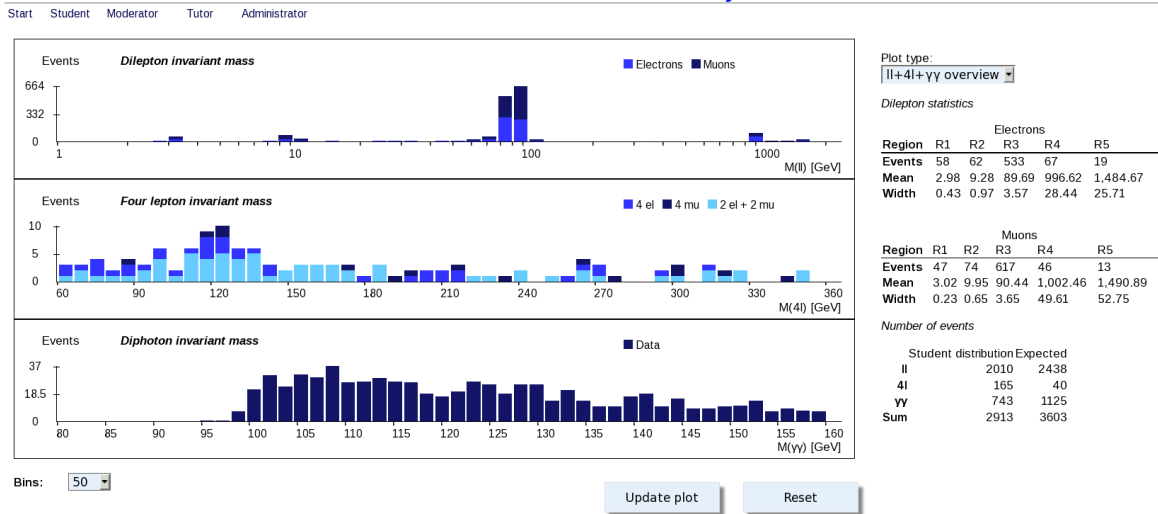 Start Student Moderator Tutor Administrator
Events Dilepton invariant mass Electrons Muons
664
332
0
1 10 100 1000
M(ll) [GeV]
Events Four lepton invariant mass 4 el 4 mu 2 el + 2 mu
10
5
0
60 90 120 150 180 210 240 270 300 330 360
M(4l) [GeV]
Events Diphoton invariant mass Data
37
18.5
0
80 85 90 95 100 105 110 115 120 125 130 135 140 145 150 155 160
M(γγ) [GeV]
Bins: 50
Update plot Reset
Plot type:
ll+4l+γγ overview
Dilepton statistics
Electrons
Region R1 R2 R3 R4 R5
Events 58 62 533 67 19
Mean 2.98 9.28 89.69 996.62 1,484.67
Width 0.43 0.97 3.57 28.44 25.71
Muons
Region R1 R2 R3 R4 R5
Events 47 74 617 46 13
Mean 3.02 9.95 90.44 1,002.46 1,490.89
Width 0.23 0.65 3.65 49.61 52.75
Number of events
Student distribution Expected
ll 2010 2438
4l 165 40
γγ 743 1125
Sum 2913 3603